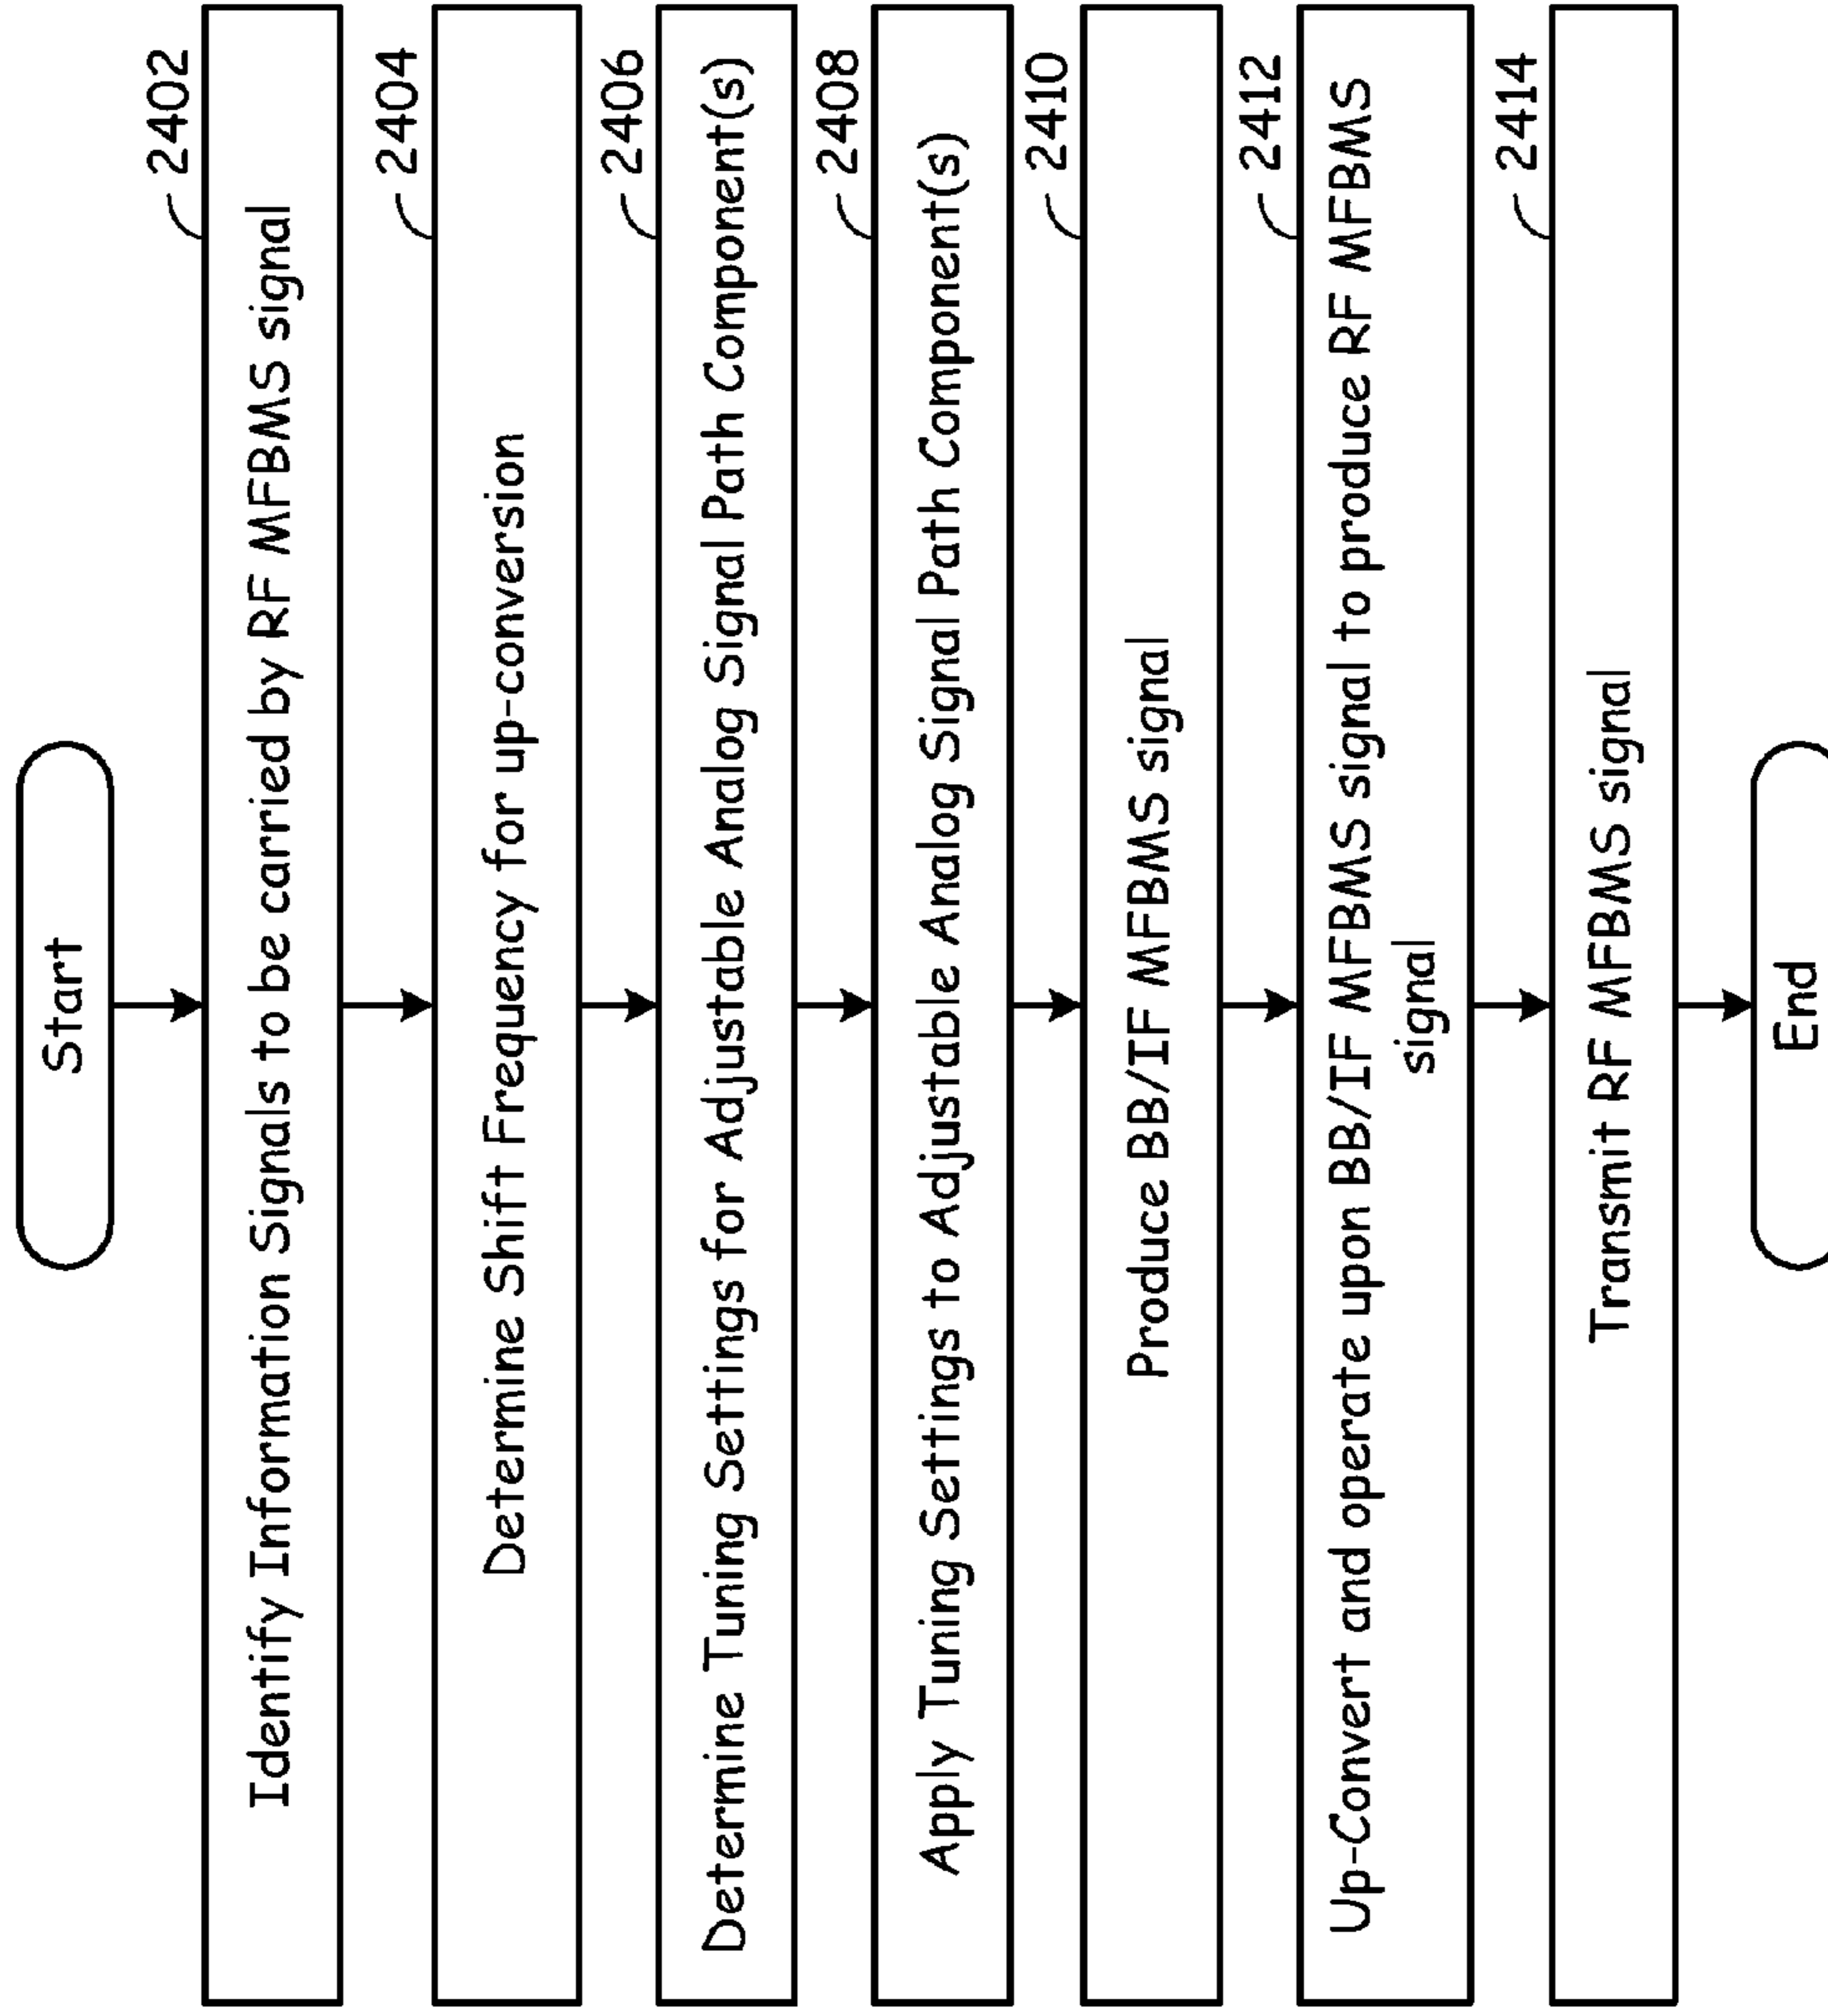 Start
2402
Identify Information Signals to be carried by RF MFBMS signal
2404
Determine Shift Frequency for up-conversion
2406
Determine Tuning Settings for Adjustable Analog Signal Path Component(s)
2408
Apply Tuning Settings to Adjustable Analog Signal Path Component(s)
2410
Produce BB/IF MFBMS signal
2412
Up-Convert and operate upon BB/IF MFBMS signal to produce RF MFBMS
signal
2414
Transmit RF MFBMS signal
End